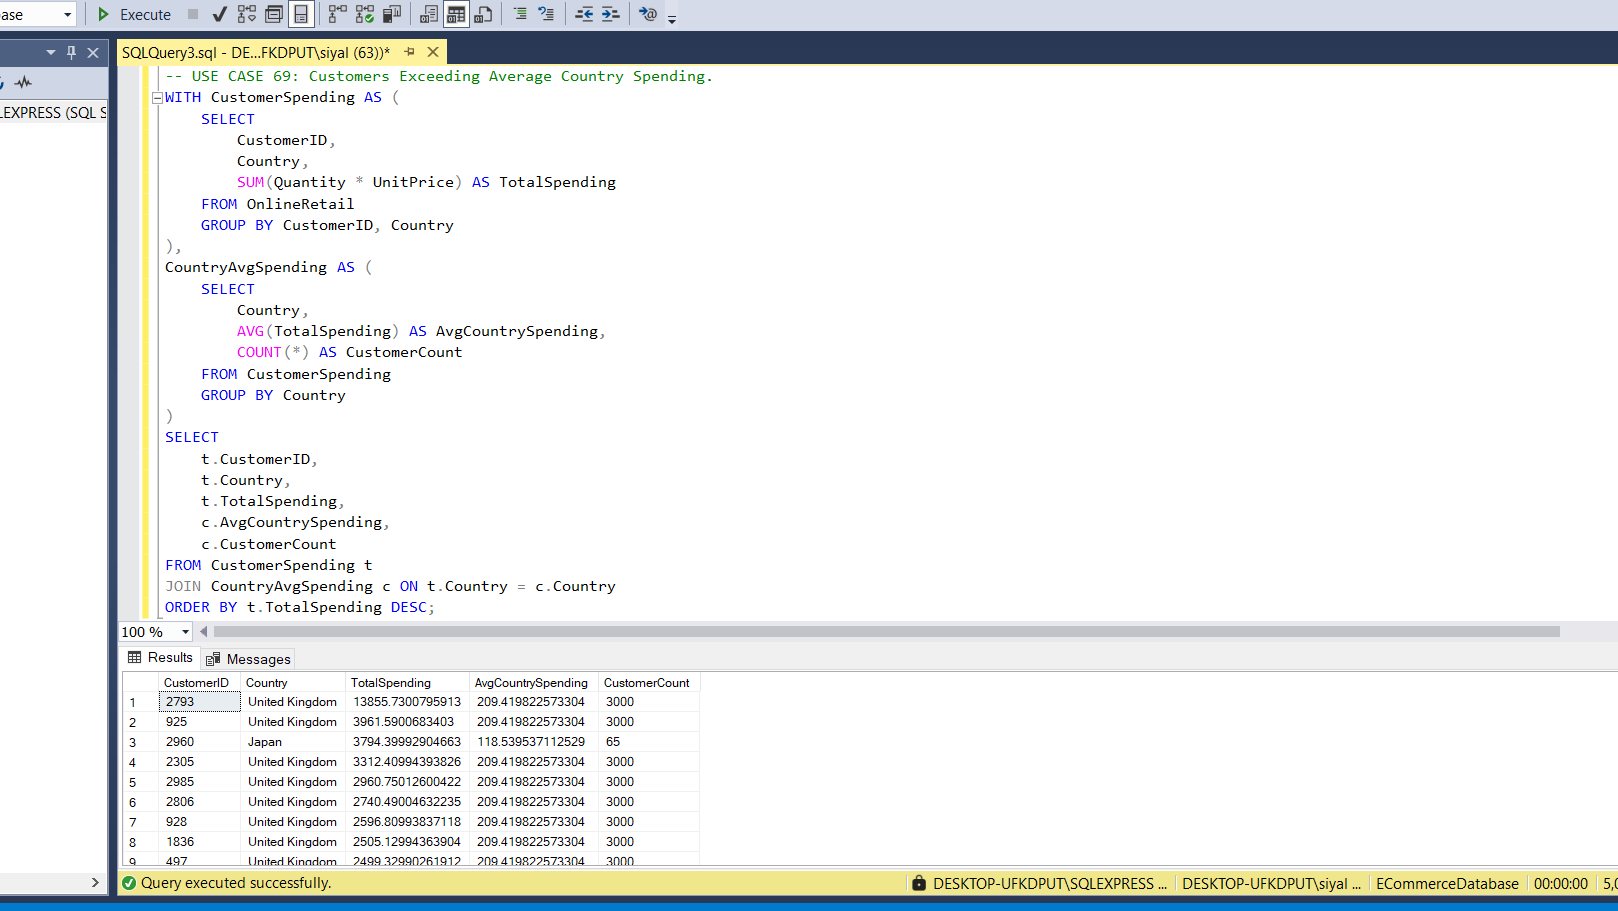 ase Execute
SQLQuery3.sql - DE...FKDPUT\siyal (63))*
LEXPRESS (SQL S
-- USE CASE 69: Customers Exceeding Average Country Spending.
WITH CustomerSpending AS (
SELECT
CustomerID,
Country,
SUM(Quantity * UnitPrice) AS TotalSpending
FROM OnlineRetail
GROUP BY CustomerID, Country
),
CountryAvgSpending AS (
SELECT
Country,
AVG(TotalSpending) AS AvgCountrySpending,
COUNT(*) AS CustomerCount
FROM CustomerSpending
GROUP BY Country
)
SELECT
t.CustomerID,
t.Country,
t.TotalSpending,
c.AvgCountrySpending,
c.CustomerCount
FROM CustomerSpending t
JOIN CountryAvgSpending c ON t.Country = c.Country
ORDER BY t.TotalSpending DESC;
100 %
Results Messages
CustomerID Country TotalSpending AvgCountrySpending CustomerCount
1 2793 United Kingdom 13855.7300795913 209.419822573304 3000
2 925 United Kingdom 3961.5900683403 209.419822573304 3000
3 2960 Japan 3794.39992904663 118.539537112529 65
4 2305 United Kingdom 3312.40994393826 209.419822573304 3000
5 2985 United Kingdom 2960.75012600422 209.419822573304 3000
6 2806 United Kingdom 2740.49004632235 209.419822573304 3000
7 928 United Kingdom 2596.80993837118 209.419822573304 3000
8 1836 United Kingdom 2505.12994363904 209.419822573304 3000
9 497 United Kingdom 2499.32990261912 209.419822573304 3000
Query executed successfully. DESKTOP-UFKDPUT\SQLEXPRESS ... DESKTOP-UFKDPUT\siyal ... ECommerceDatabase 00:00:00 5,0